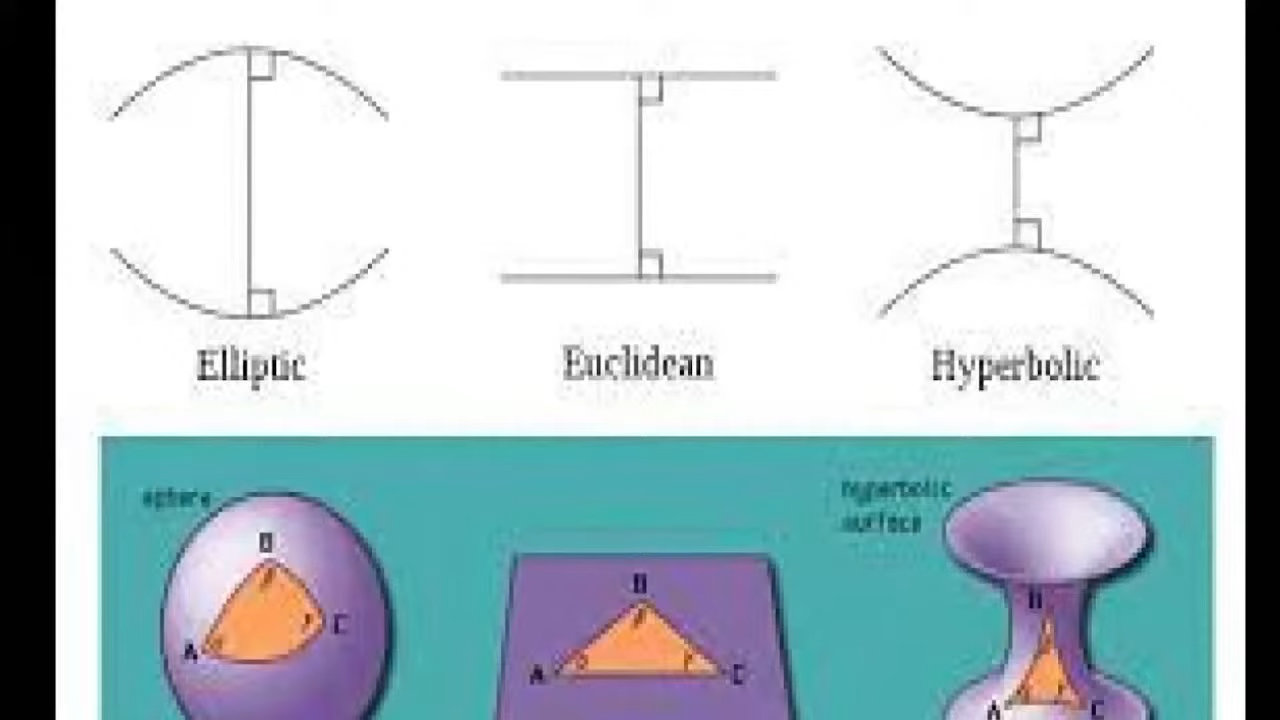 Elliptic
Euclidean
Hyperbolic
sphere
hyperbolic
surface
B
A
C
B
A
C
B
A
C